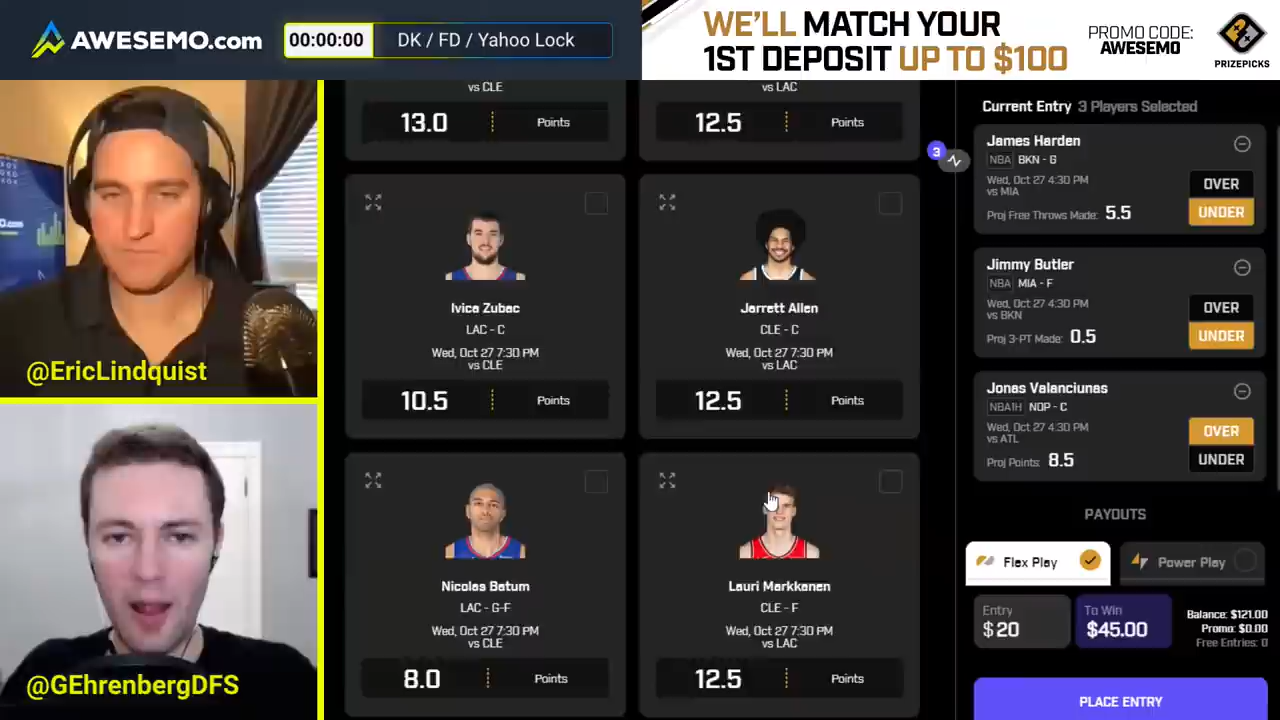 AWESEMO.com
00:00:00
DK / FD / Yahoo Lock
WE'LL MATCH YOUR
1ST DEPOSIT UP TO $100
PROMO CODE:
AWESEMO
PRIZEPICKS
@EricLindquist
@GEhrenbergDFS
vs CLE
13.0 Points
vs LAC
12.5 Points
Ivica Zubac
LAC - C
Wed, Oct 27 7:30 PM
vs CLE
10.5 Points
Jarrett Allen
CLE - C
Wed, Oct 27 7:30 PM
vs LAC
12.5 Points
Nicolas Batum
LAC - G-F
Wed, Oct 27 7:30 PM
vs CLE
8.0 Points
Lauri Markkanen
CLE - F
Wed, Oct 27 7:30 PM
vs LAC
12.5 Points
3
Current Entry 3 Players Selected
James Harden
NBA BKN - G
Wed, Oct 27 4:30 PM
vs MIA
Proj Free Throws Made: 5.5
OVER
UNDER
Jimmy Butler
NBA MIA - F
Wed, Oct 27 4:30 PM
vs BKN
Proj 3-PT Made: 0.5
OVER
UNDER
Jonas Valanciunas
NBA1H NOP - C
Wed, Oct 27 4:30 PM
vs ATL
Proj Points: 8.5
OVER
UNDER
PAYOUTS
Flex Play
Power Play
Entry
$20
To Win
$45.00
Balance: $121.00
Promo: $0.00
Free Entries: 0
PLACE ENTRY